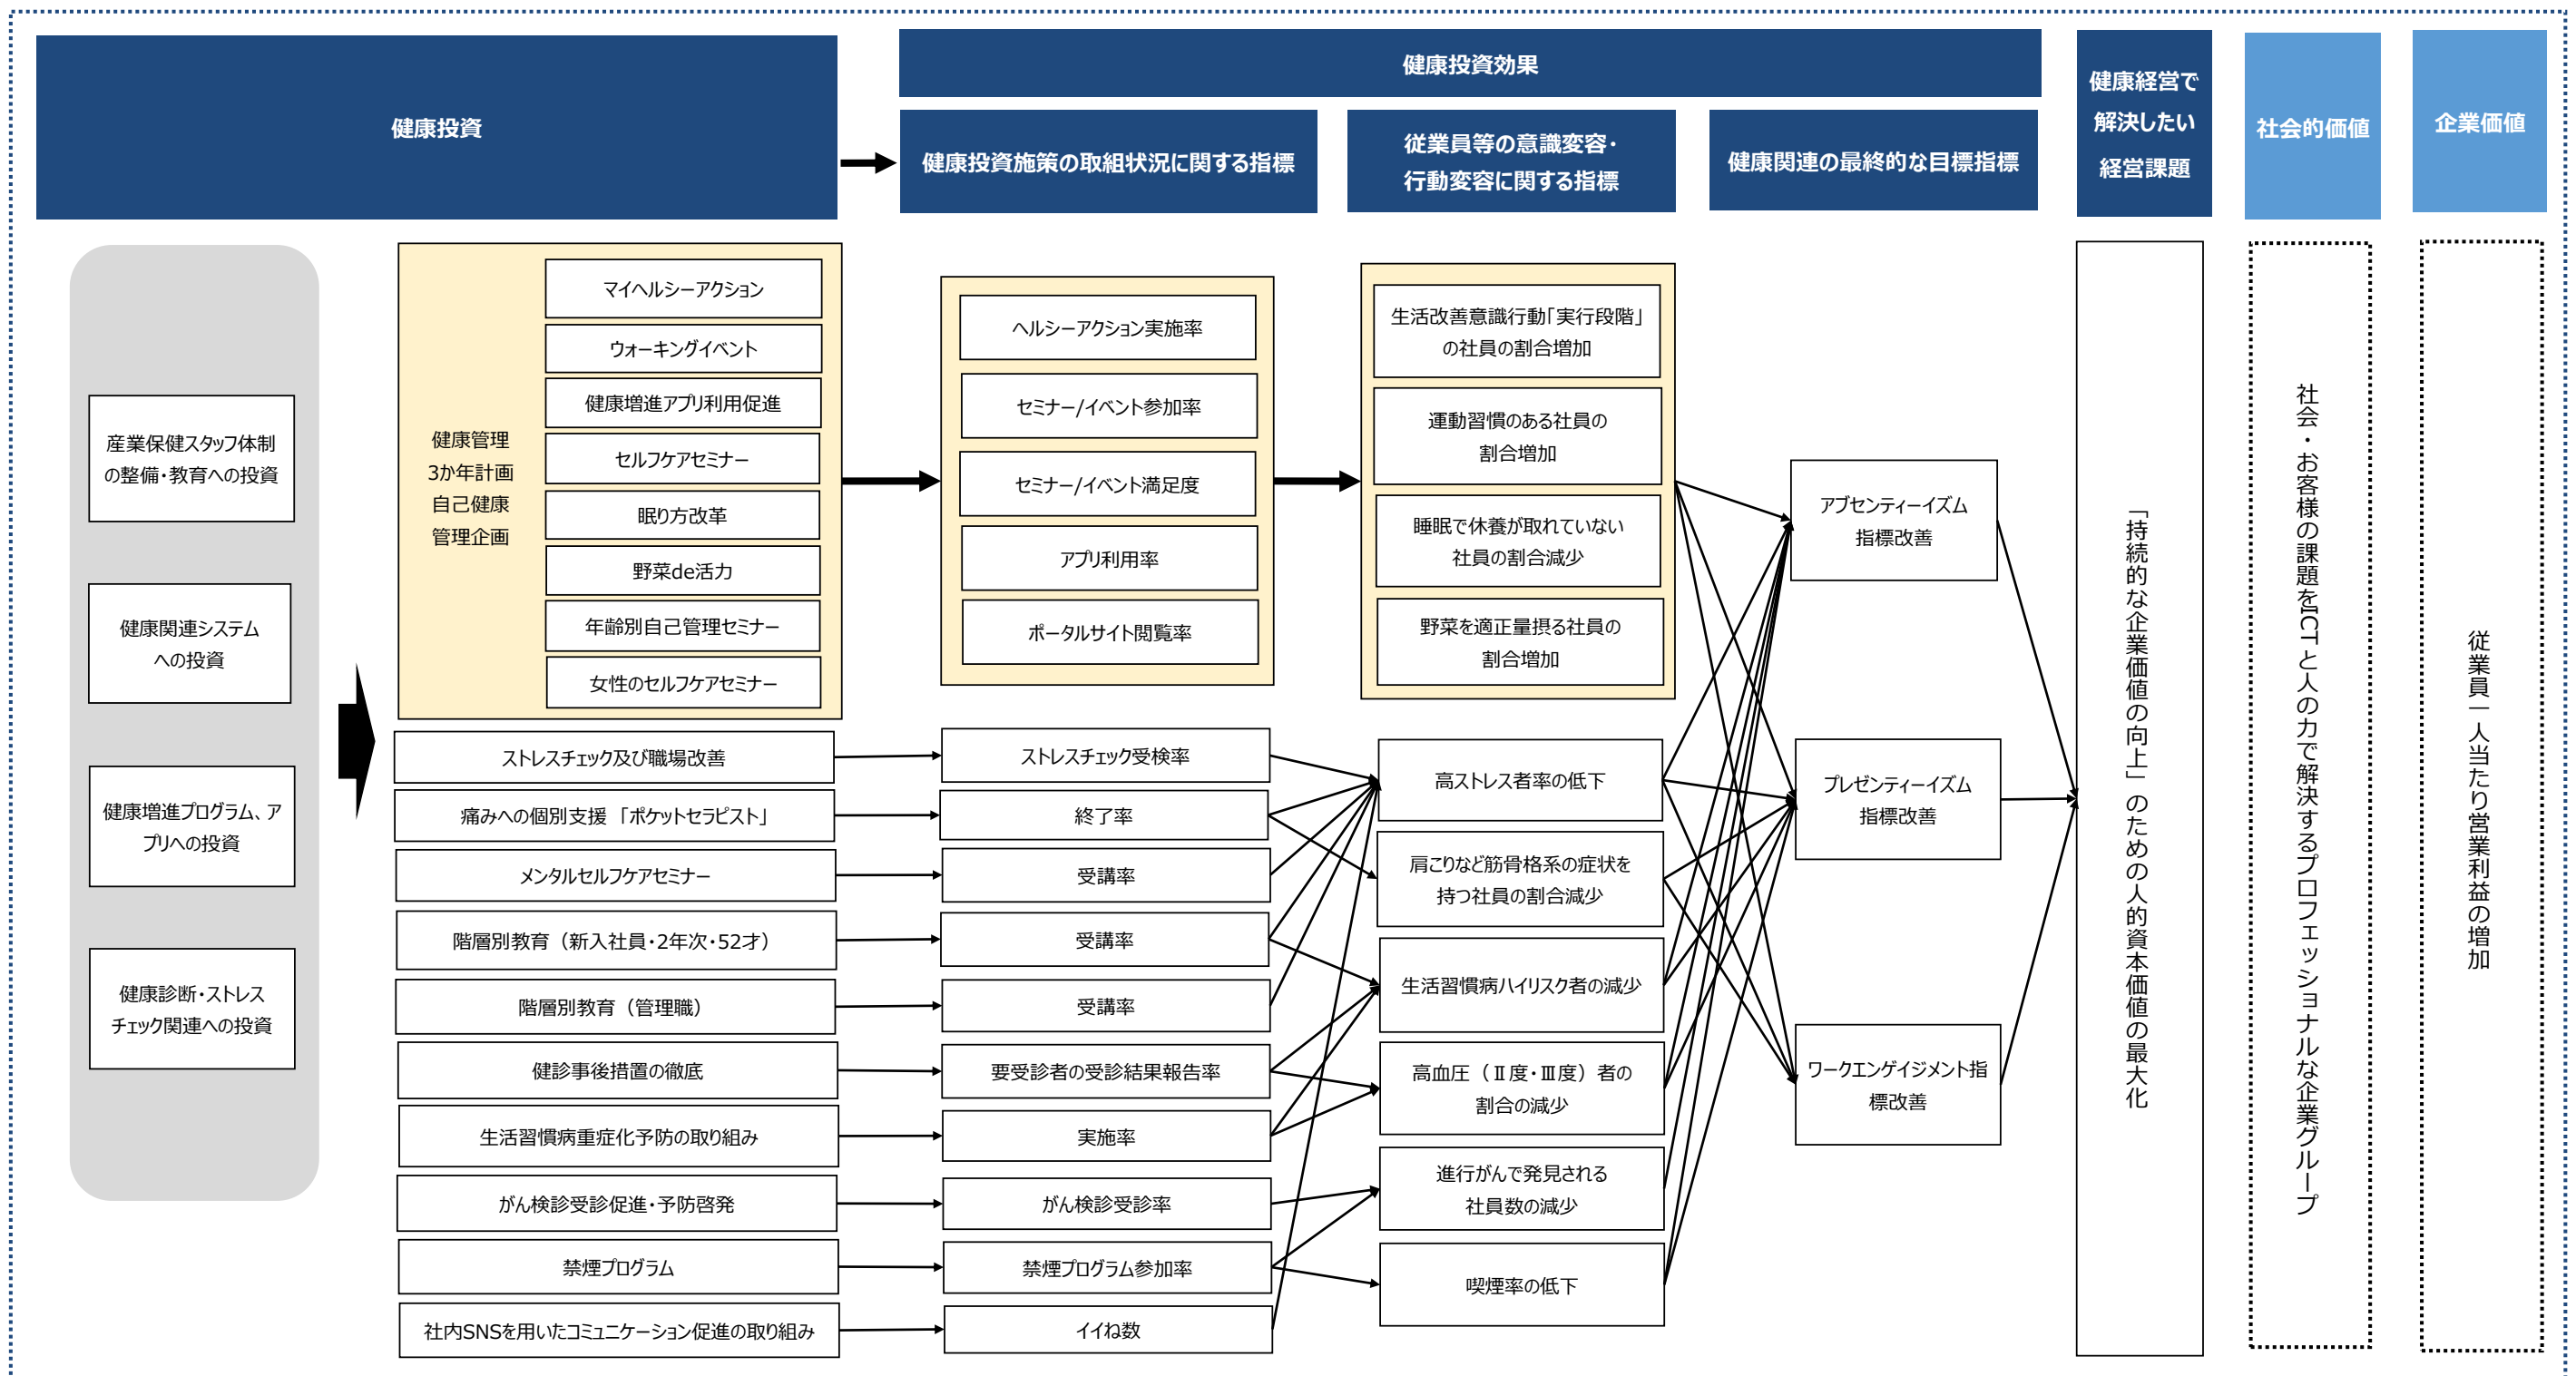 健康投資
健康投資効果
健康投資施策の取組状況に関する指標
従業員等の意識変容・
行動変容に関する指標
健康関連の最終的な目標指標
健康経営で
解決したい
経営課題
社会的価値
企業価値
産業保健スタッフ体制
の整備・教育への投資
健康関連システム
への投資
健康増進プログラム、ア
プリへの投資
健康診断・ストレス
チェック関連への投資
健康管理
3か年計画
自己健康
管理企画
マイヘルシーアクション
ウォーキングイベント
健康増進アプリ利用促進
セルフケアセミナー
眠り方改革
野菜de活力
年齢別自己管理セミナー
女性のセルフケアセミナー
ストレスチェック及び職場改善
痛みへの個別支援 「ポケットセラピスト」
メンタルセルフケアセミナー
階層別教育（新入社員・2年次・52才）
階層別教育（管理職）
健診事後措置の徹底
生活習慣病重症化予防の取り組み
がん検診受診促進・予防啓発
禁煙プログラム
社内SNSを用いたコミュニケーション促進の取り組み
ヘルシーアクション実施率
セミナー/イベント参加率
セミナー/イベント満足度
アプリ利用率
ポータルサイト閲覧率
ストレスチェック受検率
終了率
受講率
受講率
受講率
要受診者の受診結果報告率
実施率
がん検診受診率
禁煙プログラム参加率
イイね数
生活改善意識行動「実行段階」
の社員の割合増加
運動習慣のある社員の
割合増加
睡眠で休養が取れていない
社員の割合減少
野菜を適正量摂る社員の
割合増加
高ストレス者率の低下
肩こりなど筋骨格系の症状を
持つ社員の割合減少
生活習慣病ハイリスク者の減少
高血圧（Ⅱ度・Ⅲ度）者の
割合の減少
進行がんで発見される
社員数の減少
喫煙率の低下
アブセンティーイズム
指標改善
プレゼンティーイズム
指標改善
ワークエンゲイジメント指
標改善
「持続的な企業価値の向上」のための人的資本価値の最大化
社会・お客様の課題をICTと人の力で解決するプロフェッショナルな企業グループ
従業員一人当たり営業利益の増加